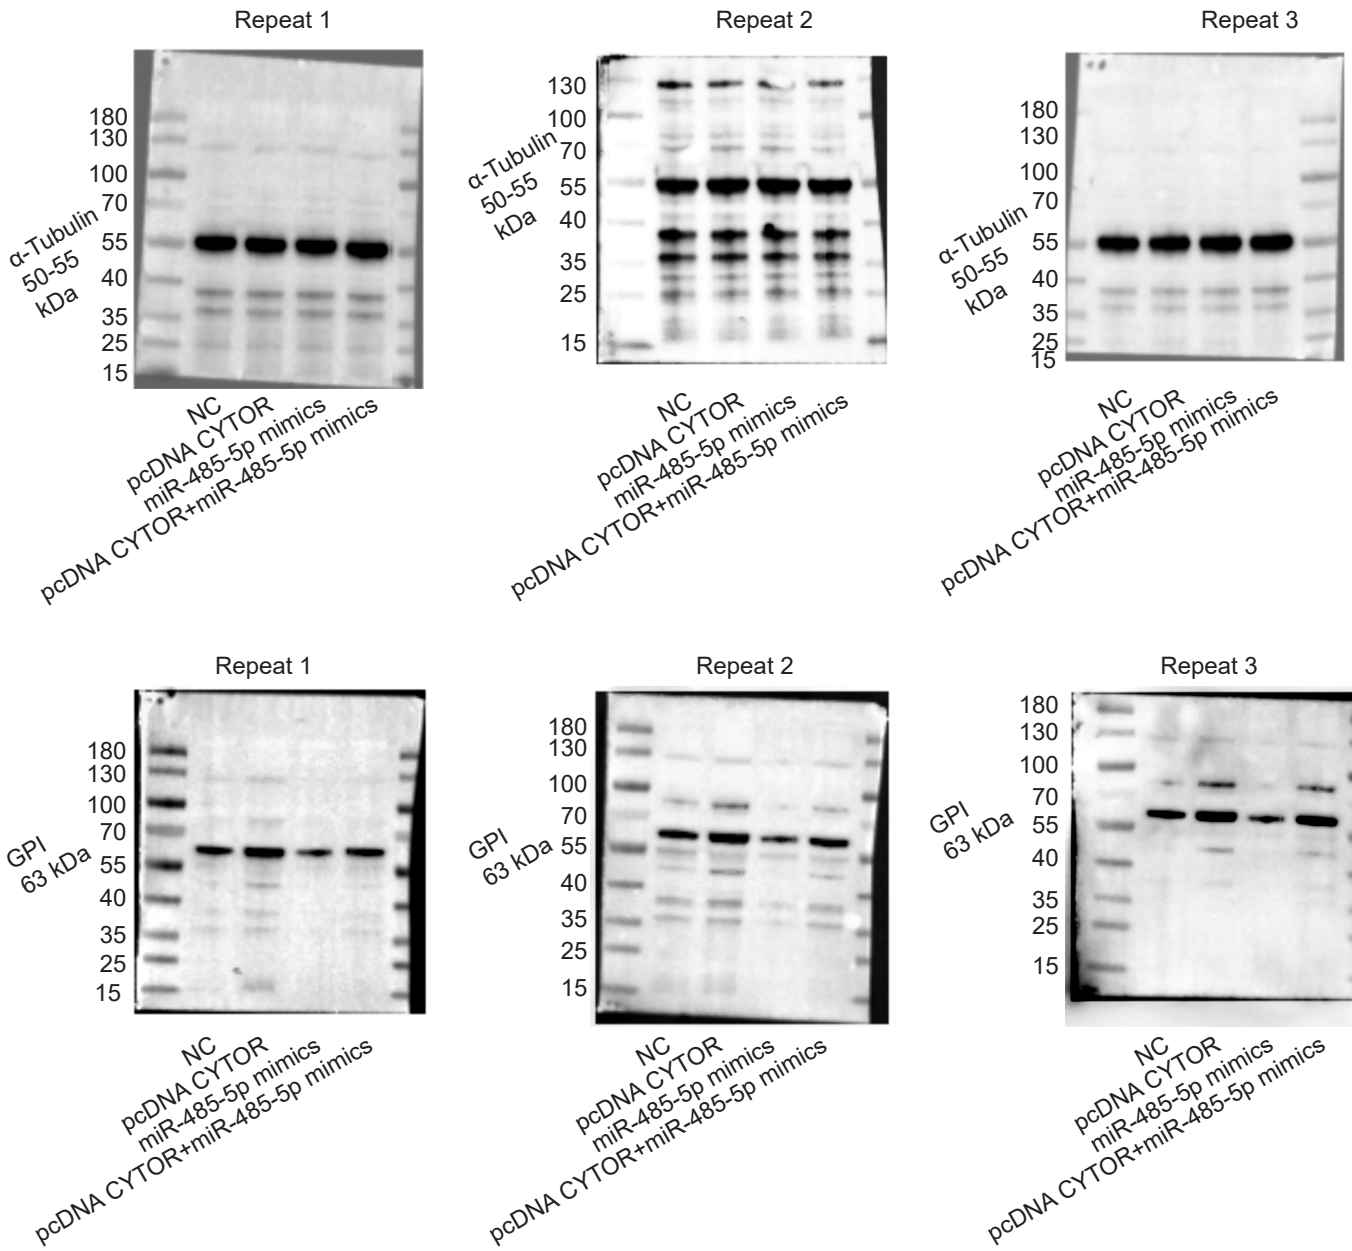 Repeat 1
Repeat 2
Repeat 3
180
130
100
70
55
40
35
25
15
α-Tubulin
50-55
kDa
NC
pcDNA CYTOR
miR-485-5p mimics
pcDNA CYTOR+miR-485-5p mimics
130
100
70
55
40
35
25
15
α-Tubulin
50-55
kDa
NC
pcDNA CYTOR
miR-485-5p mimics
pcDNA CYTOR+miR-485-5p mimics
180
130
100
70
55
40
35
25
15
α-Tubulin
50-55
kDa
NC
pcDNA CYTOR
miR-485-5p mimics
pcDNA CYTOR+miR-485-5p mimics
Repeat 1
Repeat 2
Repeat 3
180
130
100
70
55
40
35
25
15
GPI
63 kDa
NC
pcDNA CYTOR
miR-485-5p mimics
pcDNA CYTOR+miR-485-5p mimics
180
130
100
70
55
40
35
25
15
GPI
63 kDa
NC
pcDNA CYTOR
miR-485-5p mimics
pcDNA CYTOR+miR-485-5p mimics
180
130
100
70
55
40
35
25
15
GPI
63 kDa
NC
pcDNA CYTOR
miR-485-5p mimics
pcDNA CYTOR+miR-485-5p mimics